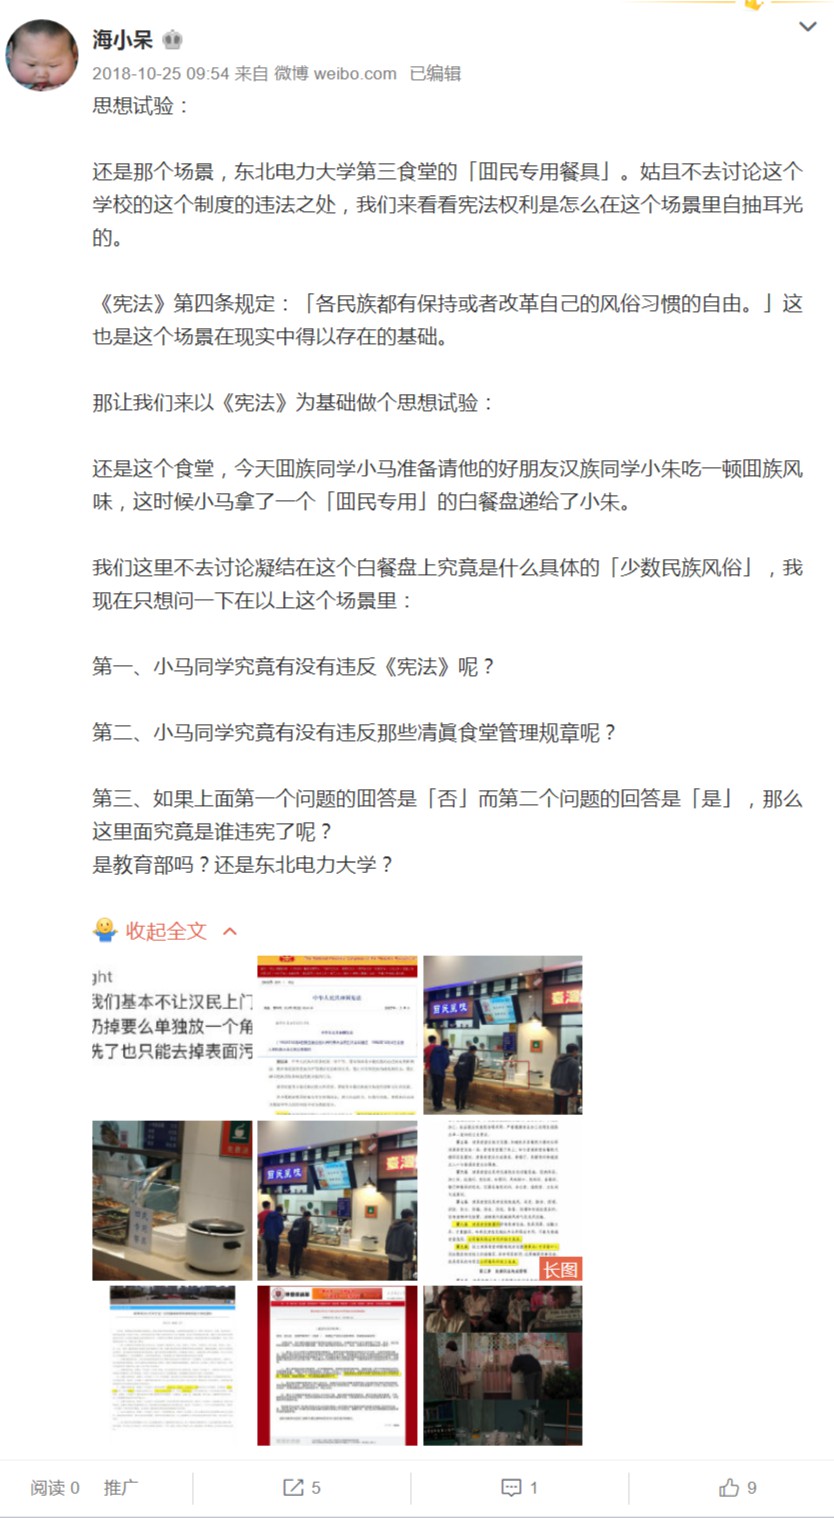 海小呆
2018-10-25 09:54 来自 微博 weibo.com 已编辑
思想试验：
还是那个场景，东北电力大学第三食堂的「囬民专用餐具」。姑且不去讨论这个
学校的这个制度的违法之处，我们来看看宪法权利是怎么在这个场景里自抽耳光
的。
《宪法》第四条规定：「各民族都有保持或者改革自己的风俗习惯的自由。」这
也是这个场景在现实中得以存在的基础。
那让我们来以《宪法》为基础做个思想试验：
还是这个食堂，今天囬族同学小马准备请他的好朋友汉族同学小朱吃一顿囬族风
味，这时候小马拿了一个「囬民专用」的白餐盘递给了小朱。
我们这里不去讨论凝结在这个白餐盘上究竟是什么具体的「少数民族风俗」，我
现在只想问一下在以上这个场景里：
第一、小马同学究竟有没有违反《宪法》呢？
第二、小马同学究竟有没有违反那些凊眞食堂管理规章呢？
第三、如果上面第一个问题的囬答是「否」而第二个问题的回答是「是」，那么
这里面究竟是谁违宪了呢？
是教育部吗？还是东北电力大学？
收起全文
ght
我们基本不让汉民上门
扔掉要么单独放一个角
洗了也只能去掉表面污
中华人民共和国宪法
长图
阅读 0 推广 5 1 9